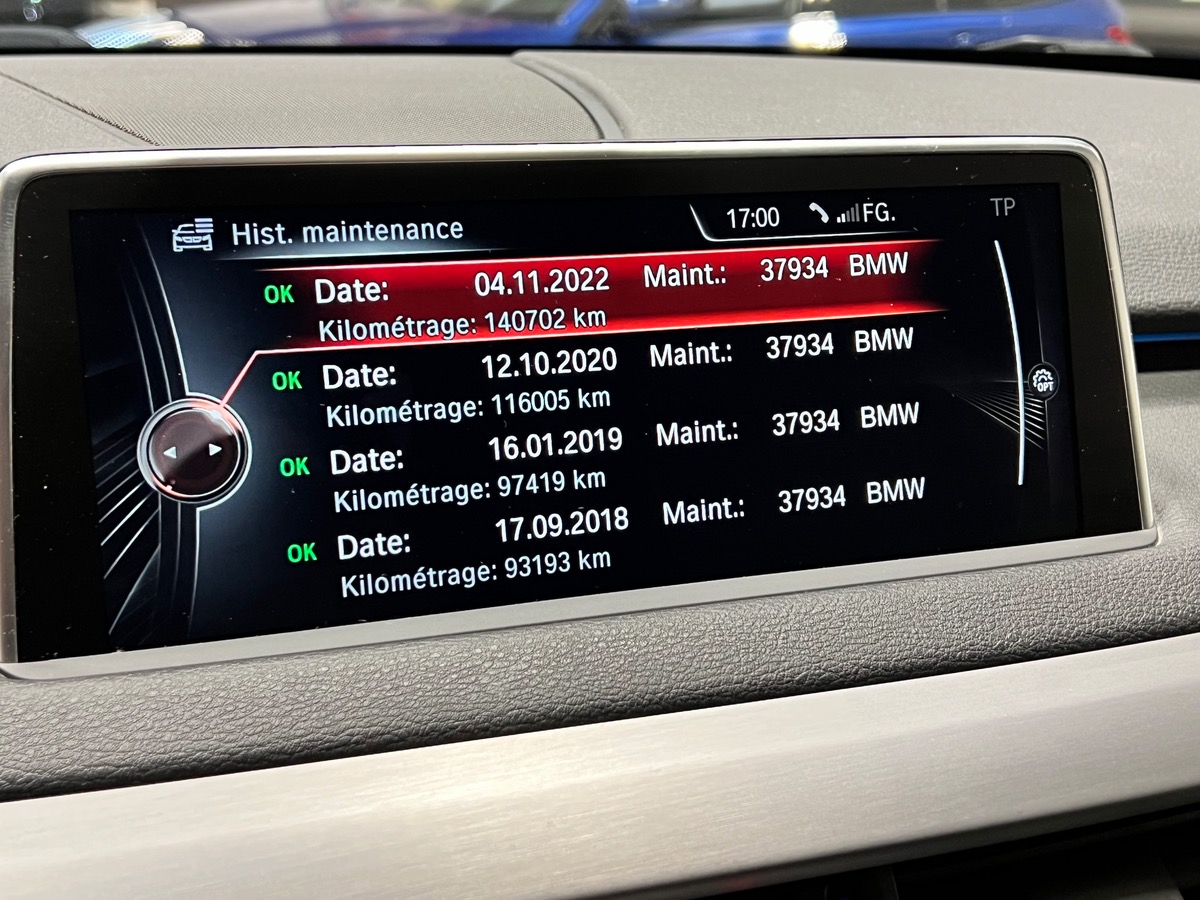 Hist. maintenance 17:00 FG. TP
OK Date: 04.11.2022 Maint.: 37934 BMW
Kilométrage: 140702 km
OK Date: 12.10.2020 Maint.: 37934 BMW
Kilométrage: 116005 km
OK Date: 16.01.2019 Maint.: 37934 BMW
Kilométrage: 97419 km
OK Date: 17.09.2018 Maint.: 37934 BMW
Kilométrage: 93193 km
OPT